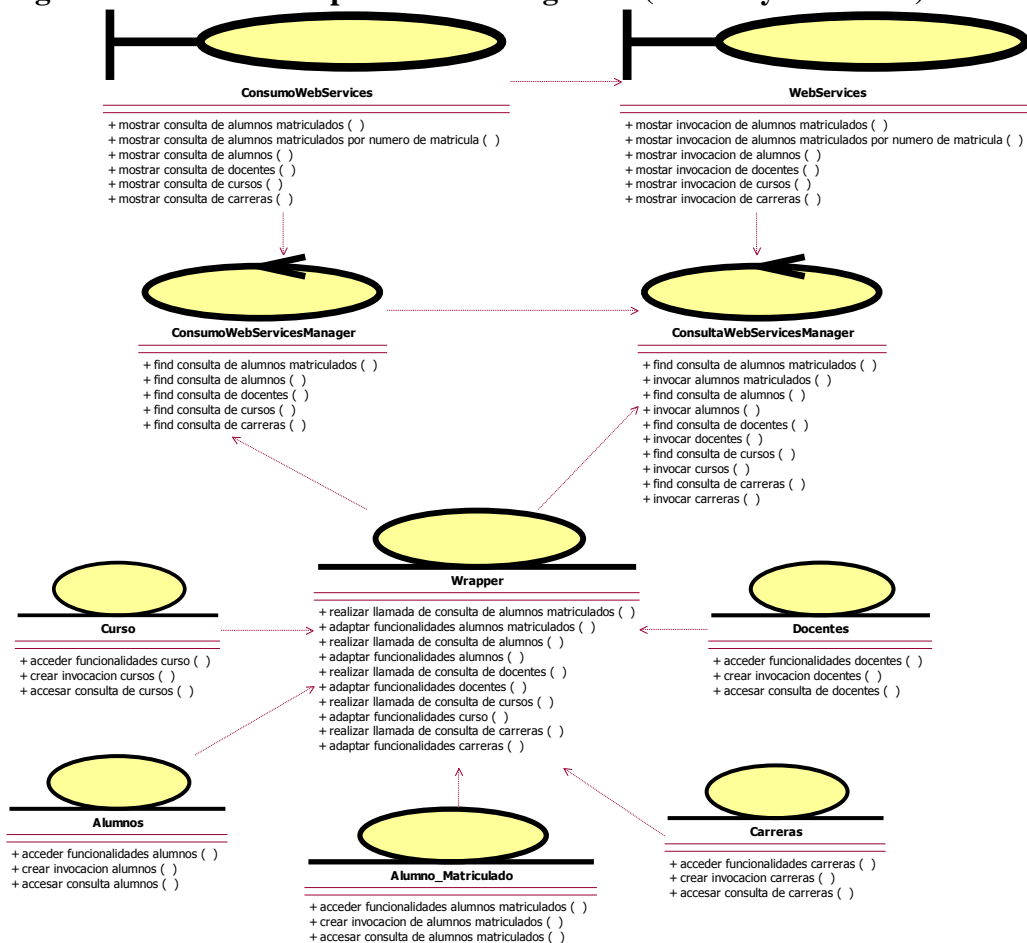 ConsumoWebServices
+ mostrar consulta de alumnos matriculados ( )
+ mostrar consulta de alumnos matriculados por numero de matricula ( )
+ mostrar consulta de alumnos ( )
+ mostrar consulta de docentes ( )
+ mostrar consulta de cursos ( )
+ mostrar consulta de carreras ( )
WebServices
+ mostar invocacion de alumnos matriculados ( )
+ mostar invocacion de alumnos matriculados por numero de matricula ( )
+ mostrar invocacion de alumnos ( )
+ mostrar invocacion de docentes ( )
+ mostrar invocacion de cursos ( )
+ mostrar invocacion de carreras ( )
ConsumoWebServicesManager
+ find consulta de alumnos matriculados ( )
+ find consulta de alumnos ( )
+ find consulta de docentes ( )
+ find consulta de cursos ( )
+ find consulta de carreras ( )
ConsultaWebServicesManager
+ find consulta de alumnos matriculados ( )
+ invocar alumnos matriculados ( )
+ find consulta de alumnos ( )
+ invocar alumnos ( )
+ find consulta de docentes ( )
+ invocar docentes ( )
+ find consulta de cursos ( )
+ invocar cursos ( )
+ find consulta de carreras ( )
+ invocar carreras ( )
Wrapper
+ realizar llamada de consulta de alumnos matriculados ( )
+ adaptar funcionalidades alumnos matriculados ( )
+ realizar llamada de consulta de alumnos ( )
+ adaptar funcionalidades alumnos ( )
+ realizar llamada de consulta de docentes ( )
+ adaptar funcionalidades docentes ( )
+ realizar llamada de consulta de cursos ( )
+ adaptar funcionalidades curso ( )
+ realizar llamada de consulta de carreras ( )
+ adaptar funcionalidades carreras ( )
Curso
+ acceder funcionalidades curso ( )
+ crear invocacion cursos ( )
+ accesar consulta de cursos ( )
Docentes
+ acceder funcionalidades docentes ( )
+ crear invocacion docentes ( )
+ accesar consulta de docentes ( )
Alumnos
+ acceder funcionalidades alumnos ( )
+ crear invocacion alumnos ( )
+ accesar consulta alumnos ( )
Alumno_Matriculado
+ acceder funcionalidades alumnos matriculados ( )
+ crear invocacion de alumnos matriculados ( )
+ accesar consulta de alumnos matriculados ( )
Carreras
+ acceder funcionalidades carreras ( )
+ crear invocacion carreras ( )
+ accesar consulta de carreras ( )